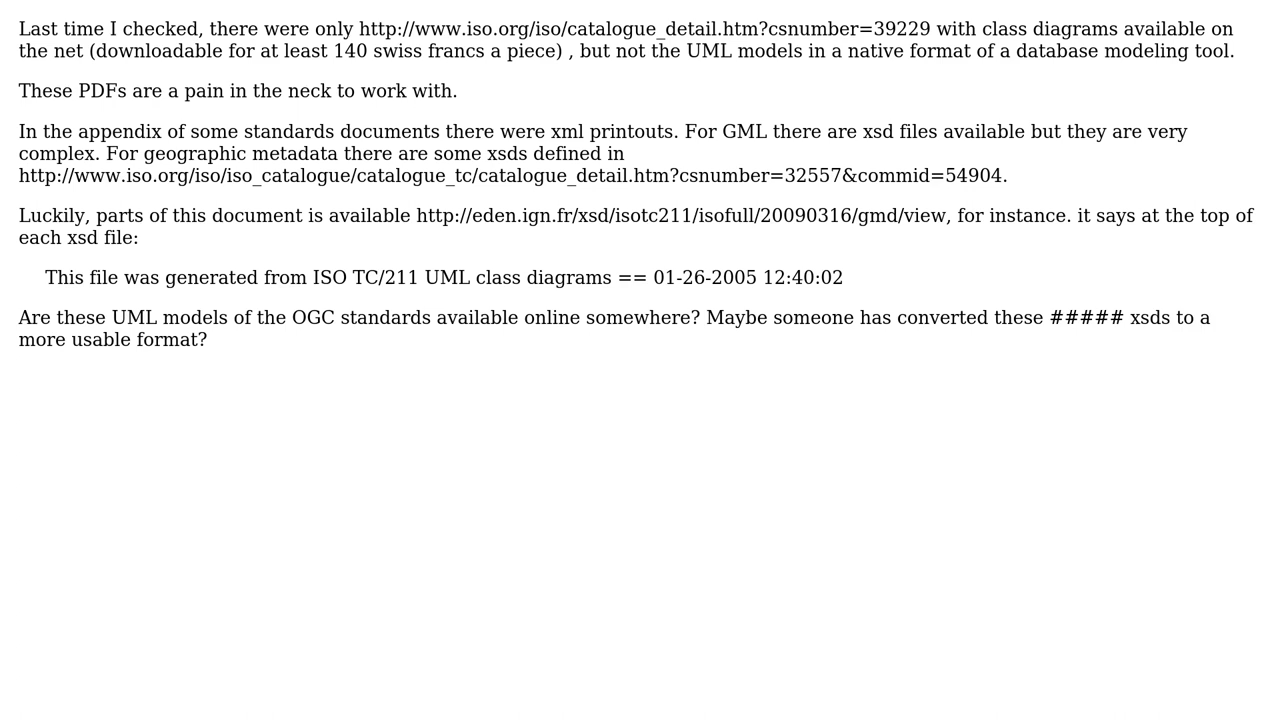 Last time I checked, there were only http://www.iso.org/iso/catalogue_detail.htm?csnumber=39229 with class diagrams available on
the net (downloadable for at least 140 swiss francs a piece) , but not the UML models in a native format of a database modeling tool.
These PDFs are a pain in the neck to work with.
In the appendix of some standards documents there were xml printouts. For GML there are xsd files available but they are very
complex. For geographic metadata there are some xsds defined in
http://www.iso.org/iso/iso_catalogue/catalogue_tc/catalogue_detail.htm?csnumber=32557&commid=54904.
Luckily, parts of this document is available http://eden.ign.fr/xsd/isotc211/isofull/20090316/gmd/view, for instance. it says at the top of
each xsd file:
This file was generated from ISO TC/211 UML class diagrams == 01-26-2005 12:40:02
Are these UML models of the OGC standards available online somewhere? Maybe someone has converted these ##### xsds to a
more usable format?